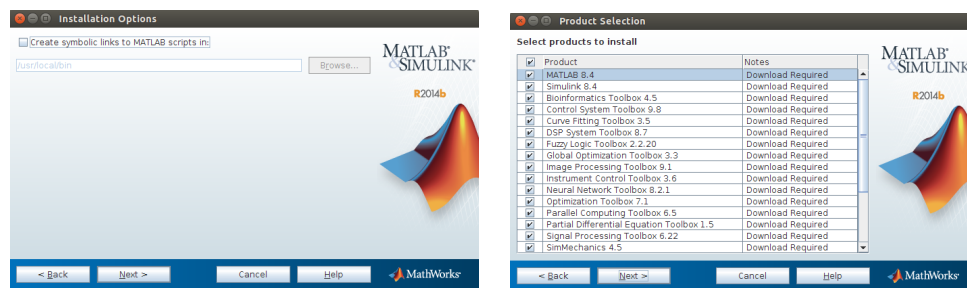 Installation Options
Create symbolic links to MATLAB scripts in:
/usr/local/bin
Browse...
MATLAB®
&SIMULINK®
R2014b
< Back
Next >
Cancel
Help
MathWorks®
Product Selection
Select products to install
Product Notes
MATLAB 8.4 Download Required
Simulink 8.4 Download Required
Bioinformatics Toolbox 4.5 Download Required
Control System Toolbox 9.8 Download Required
Curve Fitting Toolbox 3.5 Download Required
DSP System Toolbox 8.7 Download Required
Fuzzy Logic Toolbox 2.2.20 Download Required
Global Optimization Toolbox 3.3 Download Required
Image Processing Toolbox 9.1 Download Required
Instrument Control Toolbox 3.6 Download Required
Neural Network Toolbox 8.2.1 Download Required
Optimization Toolbox 7.1 Download Required
Parallel Computing Toolbox 6.5 Download Required
Partial Differential Equation Toolbox 1.5 Download Required
Signal Processing Toolbox 6.22 Download Required
SimMechanics 4.5 Download Required
MATLAB®
&SIMULINK
R2014b
< Back
Next >
Cancel
Help
MathWorks®